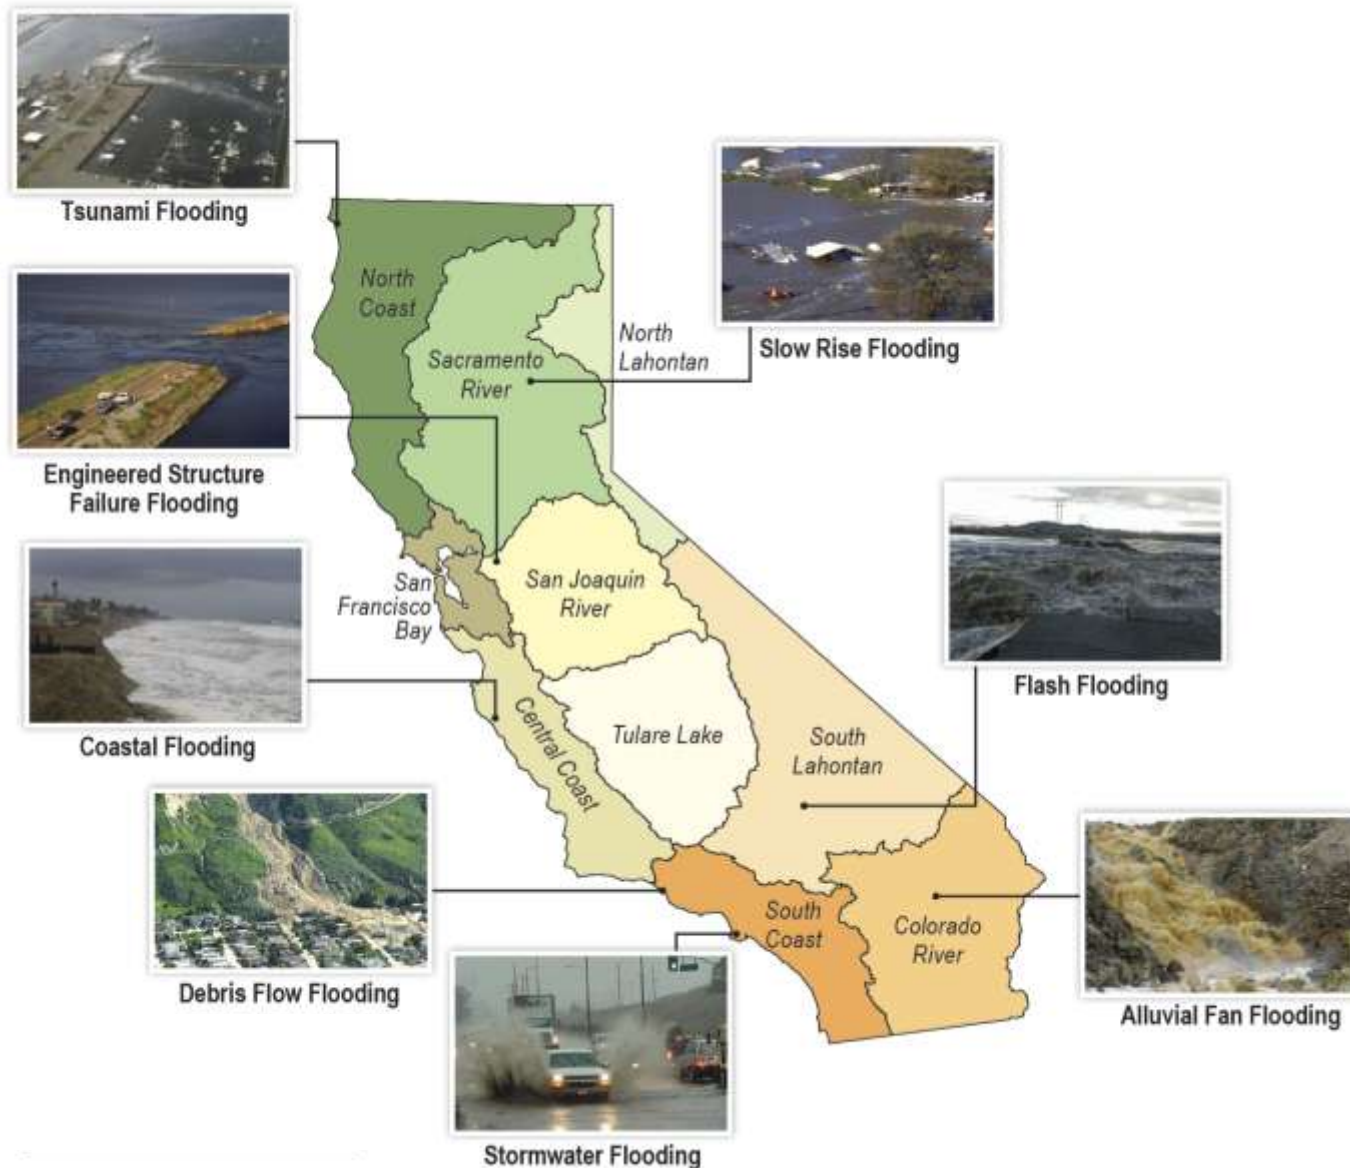 Tsunami Flooding
North
Coast
North
Lahontan
Slow Rise Flooding
Sacramento
River
Engineered Structure
Failure Flooding
San
Francisco
Bay
San Joaquin
River
Flash Flooding
Coastal Flooding
Central Coast
Tulare Lake
South
Lahontan
Debris Flow Flooding
South
Coast
Colorado
River
Alluvial Fan Flooding
Stormwater Flooding